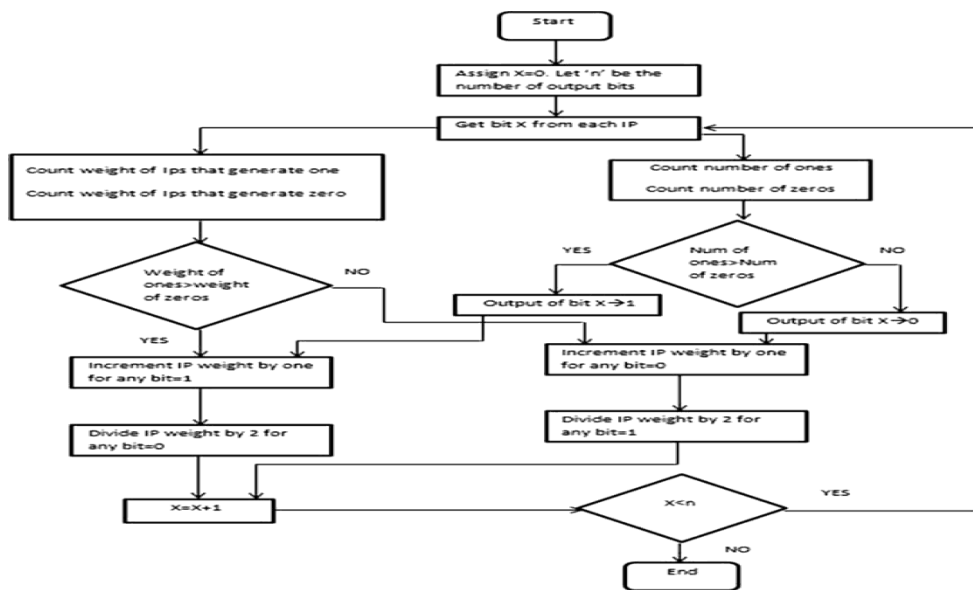 Start
Assign X=0. Let 'n' be the
number of output bits
Get bit X from each IP
Count weight of Ips that generate one
Count weight of Ips that generate zero
Count number of ones
Count number of zeros
Weight of
ones>weight
of zeros
NO
YES
YES
Num of
ones>Num
of zeros
NO
Output of bit X→1
Output of bit X→0
Increment IP weight by one
for any bit=1
Increment IP weight by one
for any bit=0
Divide IP weight by 2 for
any bit=0
Divide IP weight by 2 for
any bit=1
X=X+1
X<n
YES
NO
End